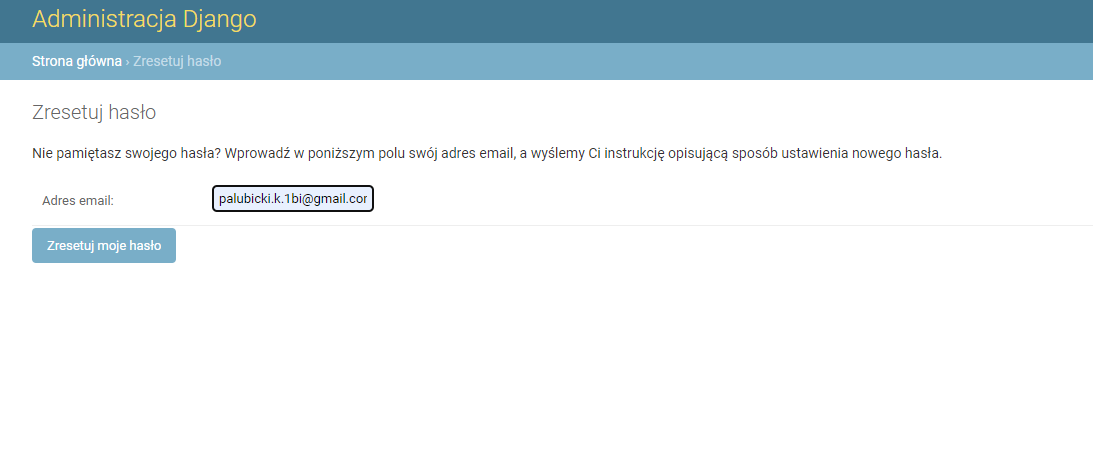 Administracja Django
Strona główna › Zresetuj hasło
Zresetuj hasło
Nie pamiętasz swojego hasła? Wprowadź w poniższym polu swój adres email, a wyślemy Ci instrukcję opisującą sposób ustawienia nowego hasła.
Adres email: palubicki.k.1bi@gmail.cor
Zresetuj moje hasło